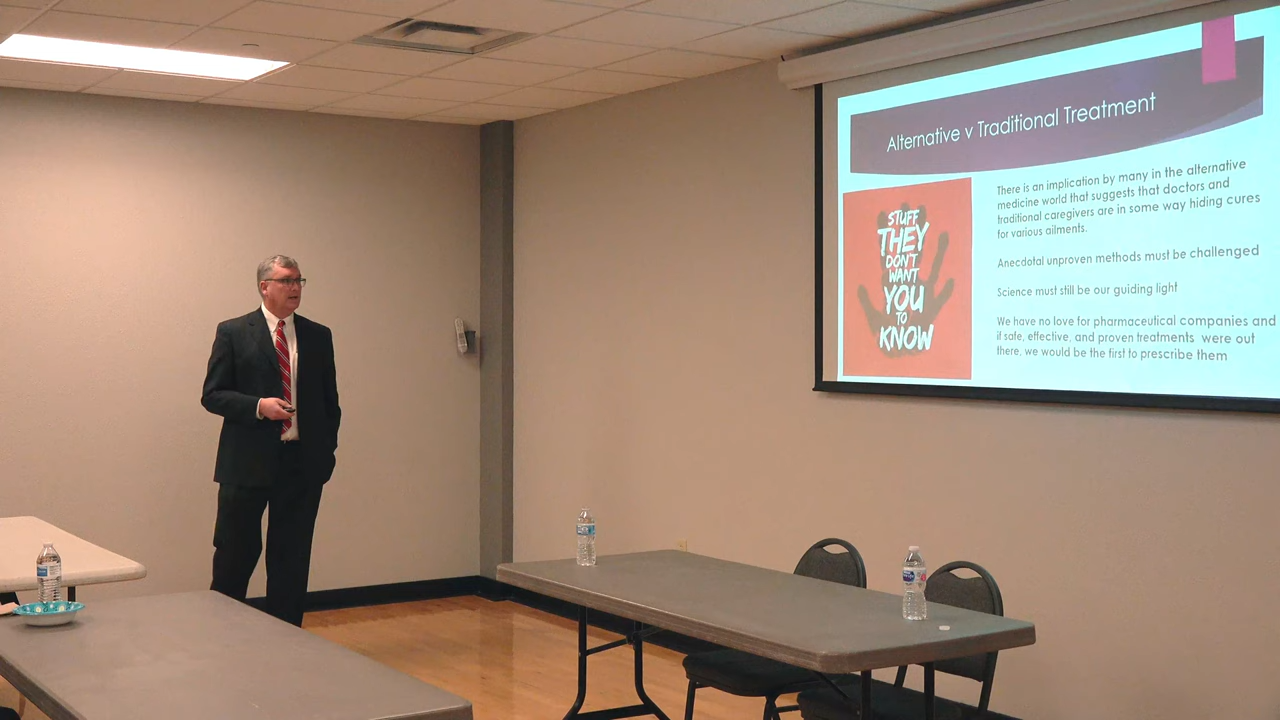 Alternative v Traditional Treatment
STUFF
THEY
DON'T
WANT
YOU
TO
KNOW
There is an implication by many in the alternative
medicine world that suggests that doctors and
traditional caregivers are in some way hiding cures
for various ailments.
Anecdotal unproven methods must be challenged
Science must still be our guiding light
We have no love for pharmaceutical companies and
if safe, effective, and proven treatments were out
there, we would be the first to prescribe them